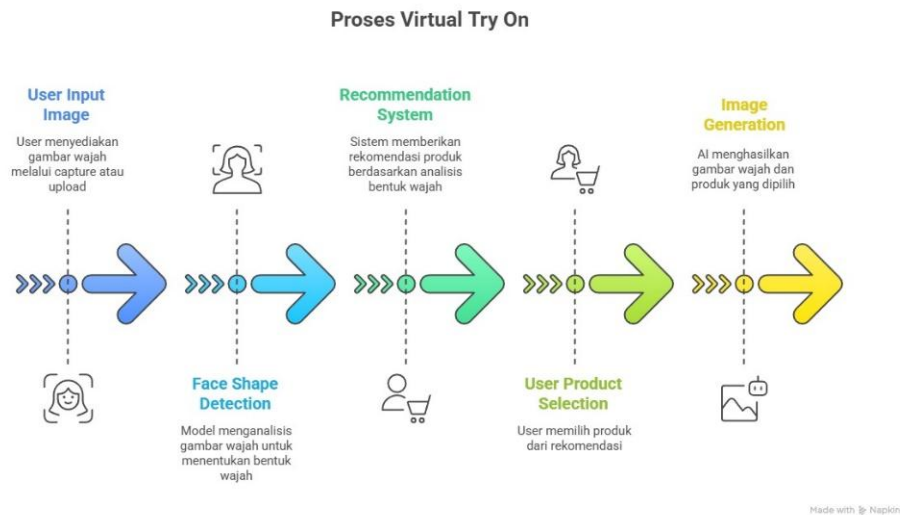 Proses Virtual Try On
User Input
Image
User menyediakan
gambar wajah
melalui capture atau
upload
Face Shape
Detection
Model menganalisis
gambar wajah untuk
menentukan bentuk
wajah
Recommendation
System
Sistem memberikan
rekomendasi produk
berdasarkan analisis
bentuk wajah
User Product
Selection
User memilih produk
dari rekomendasi
Image
Generation
AI menghasilkan
gambar wajah dan
produk yang dipilih
Made with Napkin